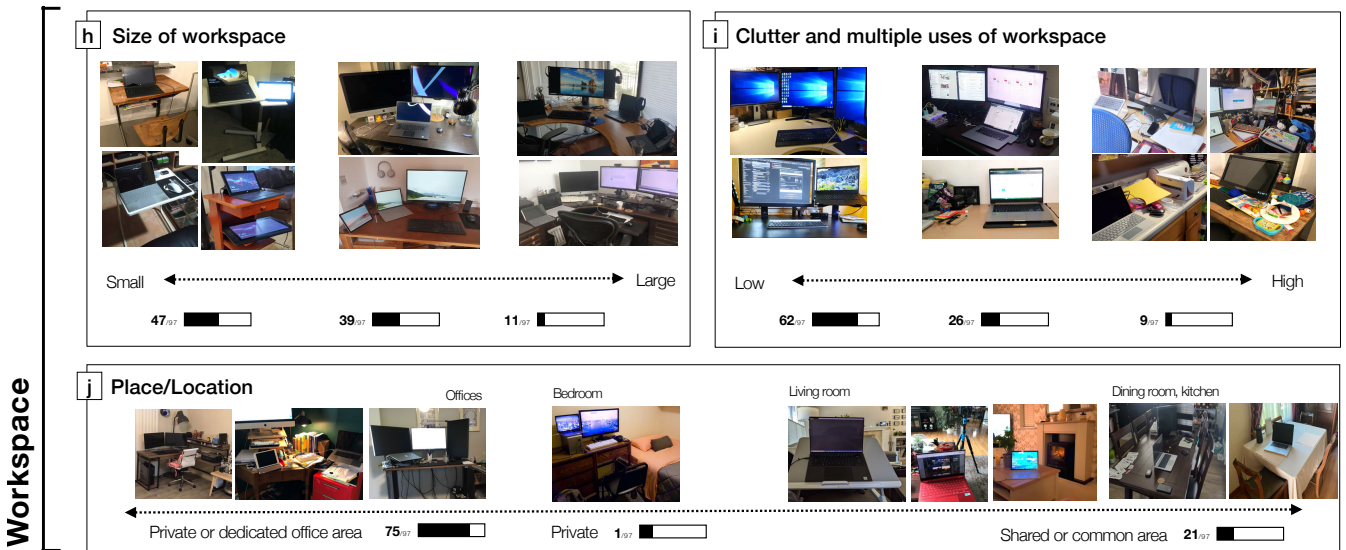 Workspace
h Size of workspace
Small Large
47/97 39/97 11/97
i Clutter and multiple uses of workspace
Low High
62/97 26/97 9/97
j Place/Location
Offices Bedroom Living room Dining room, kitchen
Private or dedicated office area 75/97 Private 1/97 Shared or common area 21/97